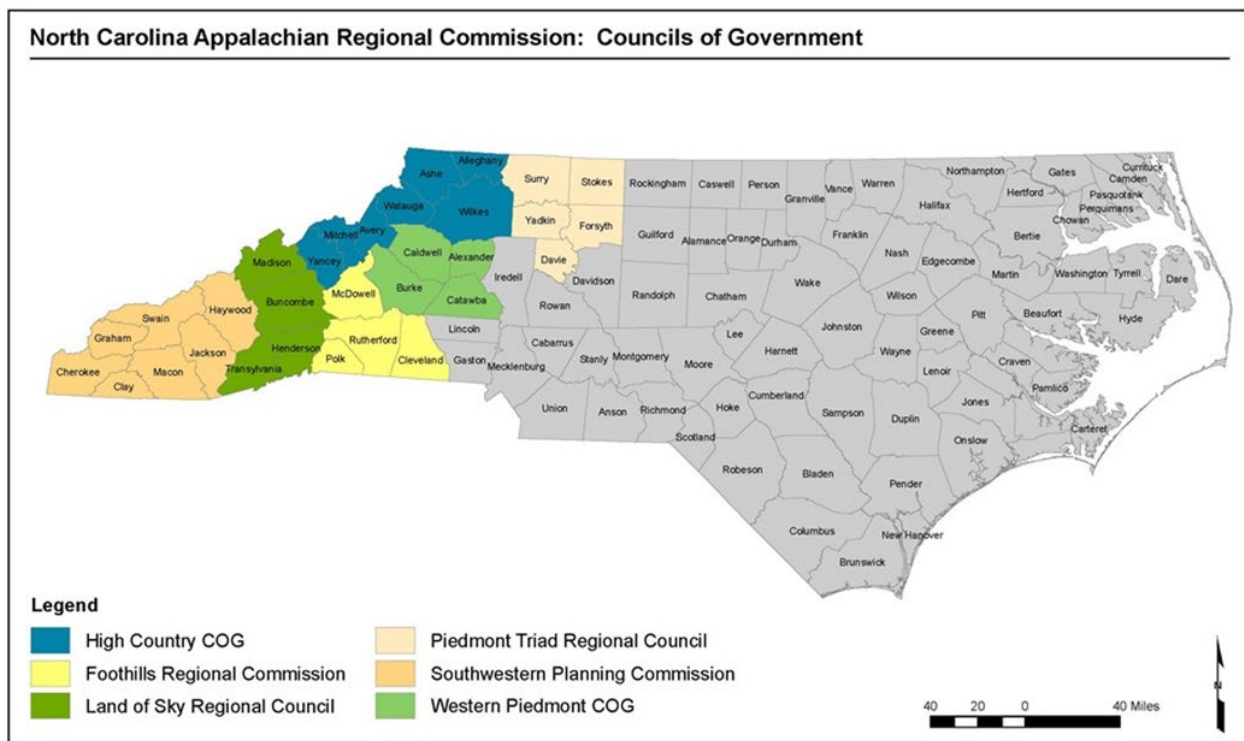 North Carolina Appalachian Regional Commission: Councils of Government
Alleghany
Ashe
Surry
Stokes
Rockingham
Caswell
Person
Granville
Vance
Warren
Northampton
Gates
Currituck
Camden
Pasquotank
Perquimans
Chowan
Hertford
Halifax
Watauga
Wilkes
Yadkin
Forsyth
Guilford
Alamance
Orange
Durham
Franklin
Nash
Edgecombe
Bertie
Mitchell
Avery
Yancey
Caldwell
Alexander
Davie
Iredell
Davidson
Madison
Buncombe
McDowell
Burke
Catawba
Rowan
Randolph
Chatham
Wake
Wilson
Martin
Washington
Tyrrell
Dare
Haywood
Swain
Graham
Jackson
Henderson
Rutherford
Lincoln
Cabarrus
Stanly
Montgomery
Moore
Lee
Harnett
Johnston
Greene
Pitt
Beaufort
Hyde
Cherokee
Macon
Clay
Transylvania
Polk
Cleveland
Gaston
Mecklenburg
Wayne
Lenoir
Craven
Pamlico
Union
Anson
Richmond
Hoke
Cumberland
Sampson
Duplin
Jones
Carteret
Scotland
Onslow
Robeson
Bladen
Pender
Columbus
New Hanover
Brunswick
Legend
High Country COG
Foothills Regional Commission
Land of Sky Regional Council
Piedmont Triad Regional Council
Southwestern Planning Commission
Western Piedmont COG
N
40 20 0 40 Miles